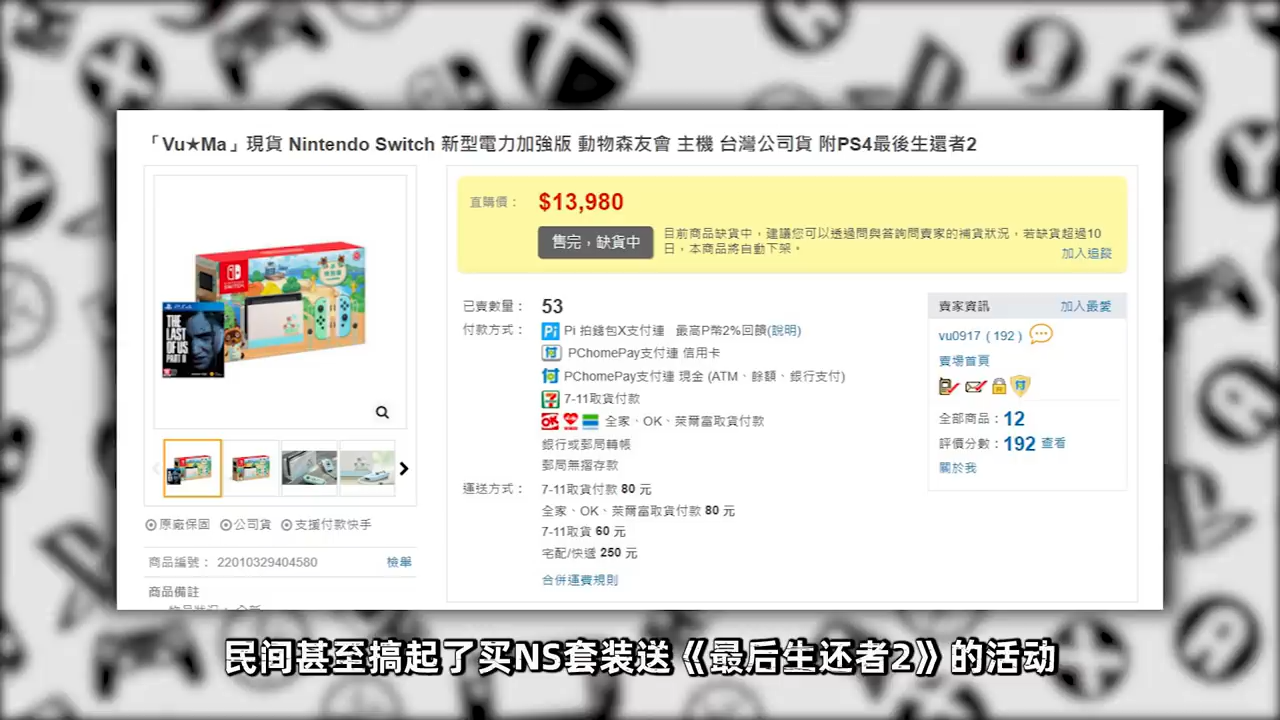 「Vu★Ma」現貨 Nintendo Switch 新型電力加強版 動物森友會 主機 台灣公司貨 附PS4最後生還者2
直購價：
$13,980
售完，缺貨中
目前商品缺貨中，建議您可以透過問與答詢問賣家的補貨狀況，若缺貨超過10
日，本商品將自動下架。
加入追蹤
THE
LAST
OF US
PART II
已賣數量：
53
付款方式：
Pi 拍錢包X支付連 最高P幣2%回饋(說明)
PChomePay支付連 信用卡
PChomePay支付連 現金 (ATM、餘額、銀行支付)
7-11取貨付款
全家、OK、萊爾富取貨付款
銀行或郵局轉帳
郵局無摺存款
運送方式：
7-11取貨付款 80 元
全家、OK、萊爾富取貨付款 80 元
7-11取貨 60 元
宅配/快遞 250 元
合併運費規則
賣家資訊
加入最愛
vu0917 ( 192 )
賣場首頁
全部商品：12
評價分數：192 查看
關於我
原廠保固 公司貨 支援付款快手
商品編號： 22010329404580
檢舉
商品備註
民间甚至搞起了买NS套装送《最后生还者2》的活动